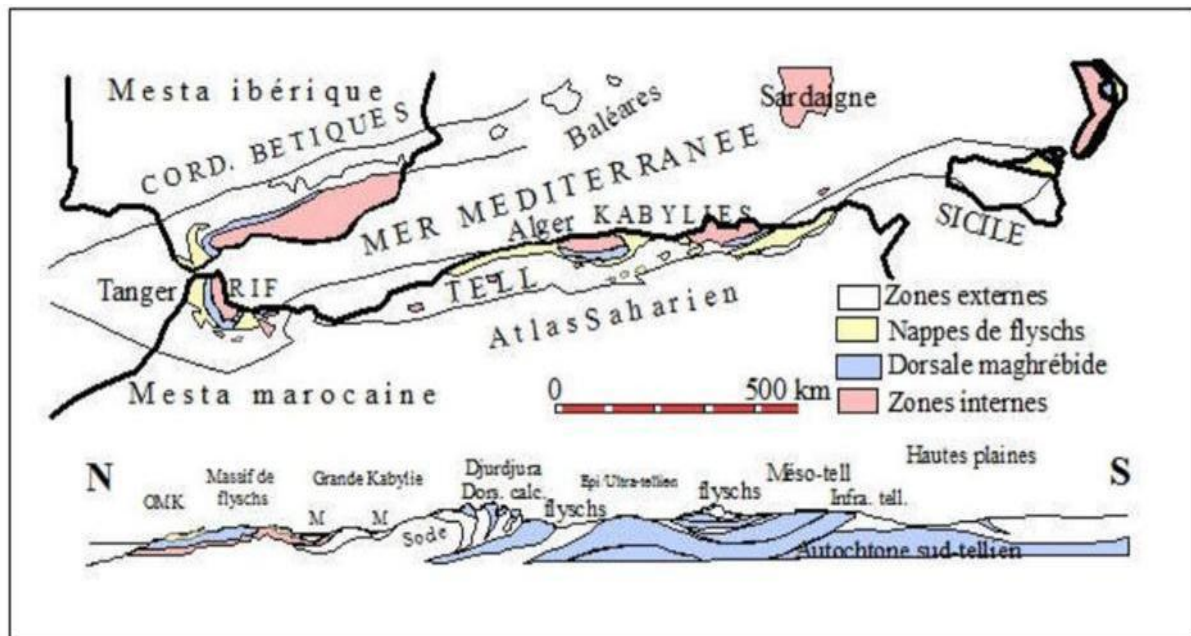 Mesta ibérique
CORD. BETIQUES
Baléares
Sardaigne
MER MEDITERRANEE
Alger KABYLIES
SICILE
Tanger RIF
TELL
Atlas Saharien
Mesta marocaine
Zones externes
Nappes de flyschs
Dorsale maghrébide
Zones internes
0 500 km
N
S
OMK
Massif de
flyschs
Grande Kabylie
Djurdjura
Dors. calc.
flyschs
Epi/Ultra-tellien
flyschs
Méso-tell
Infra. tell.
Hautes plaines
M M
Sode
Autochtone sud-tellien